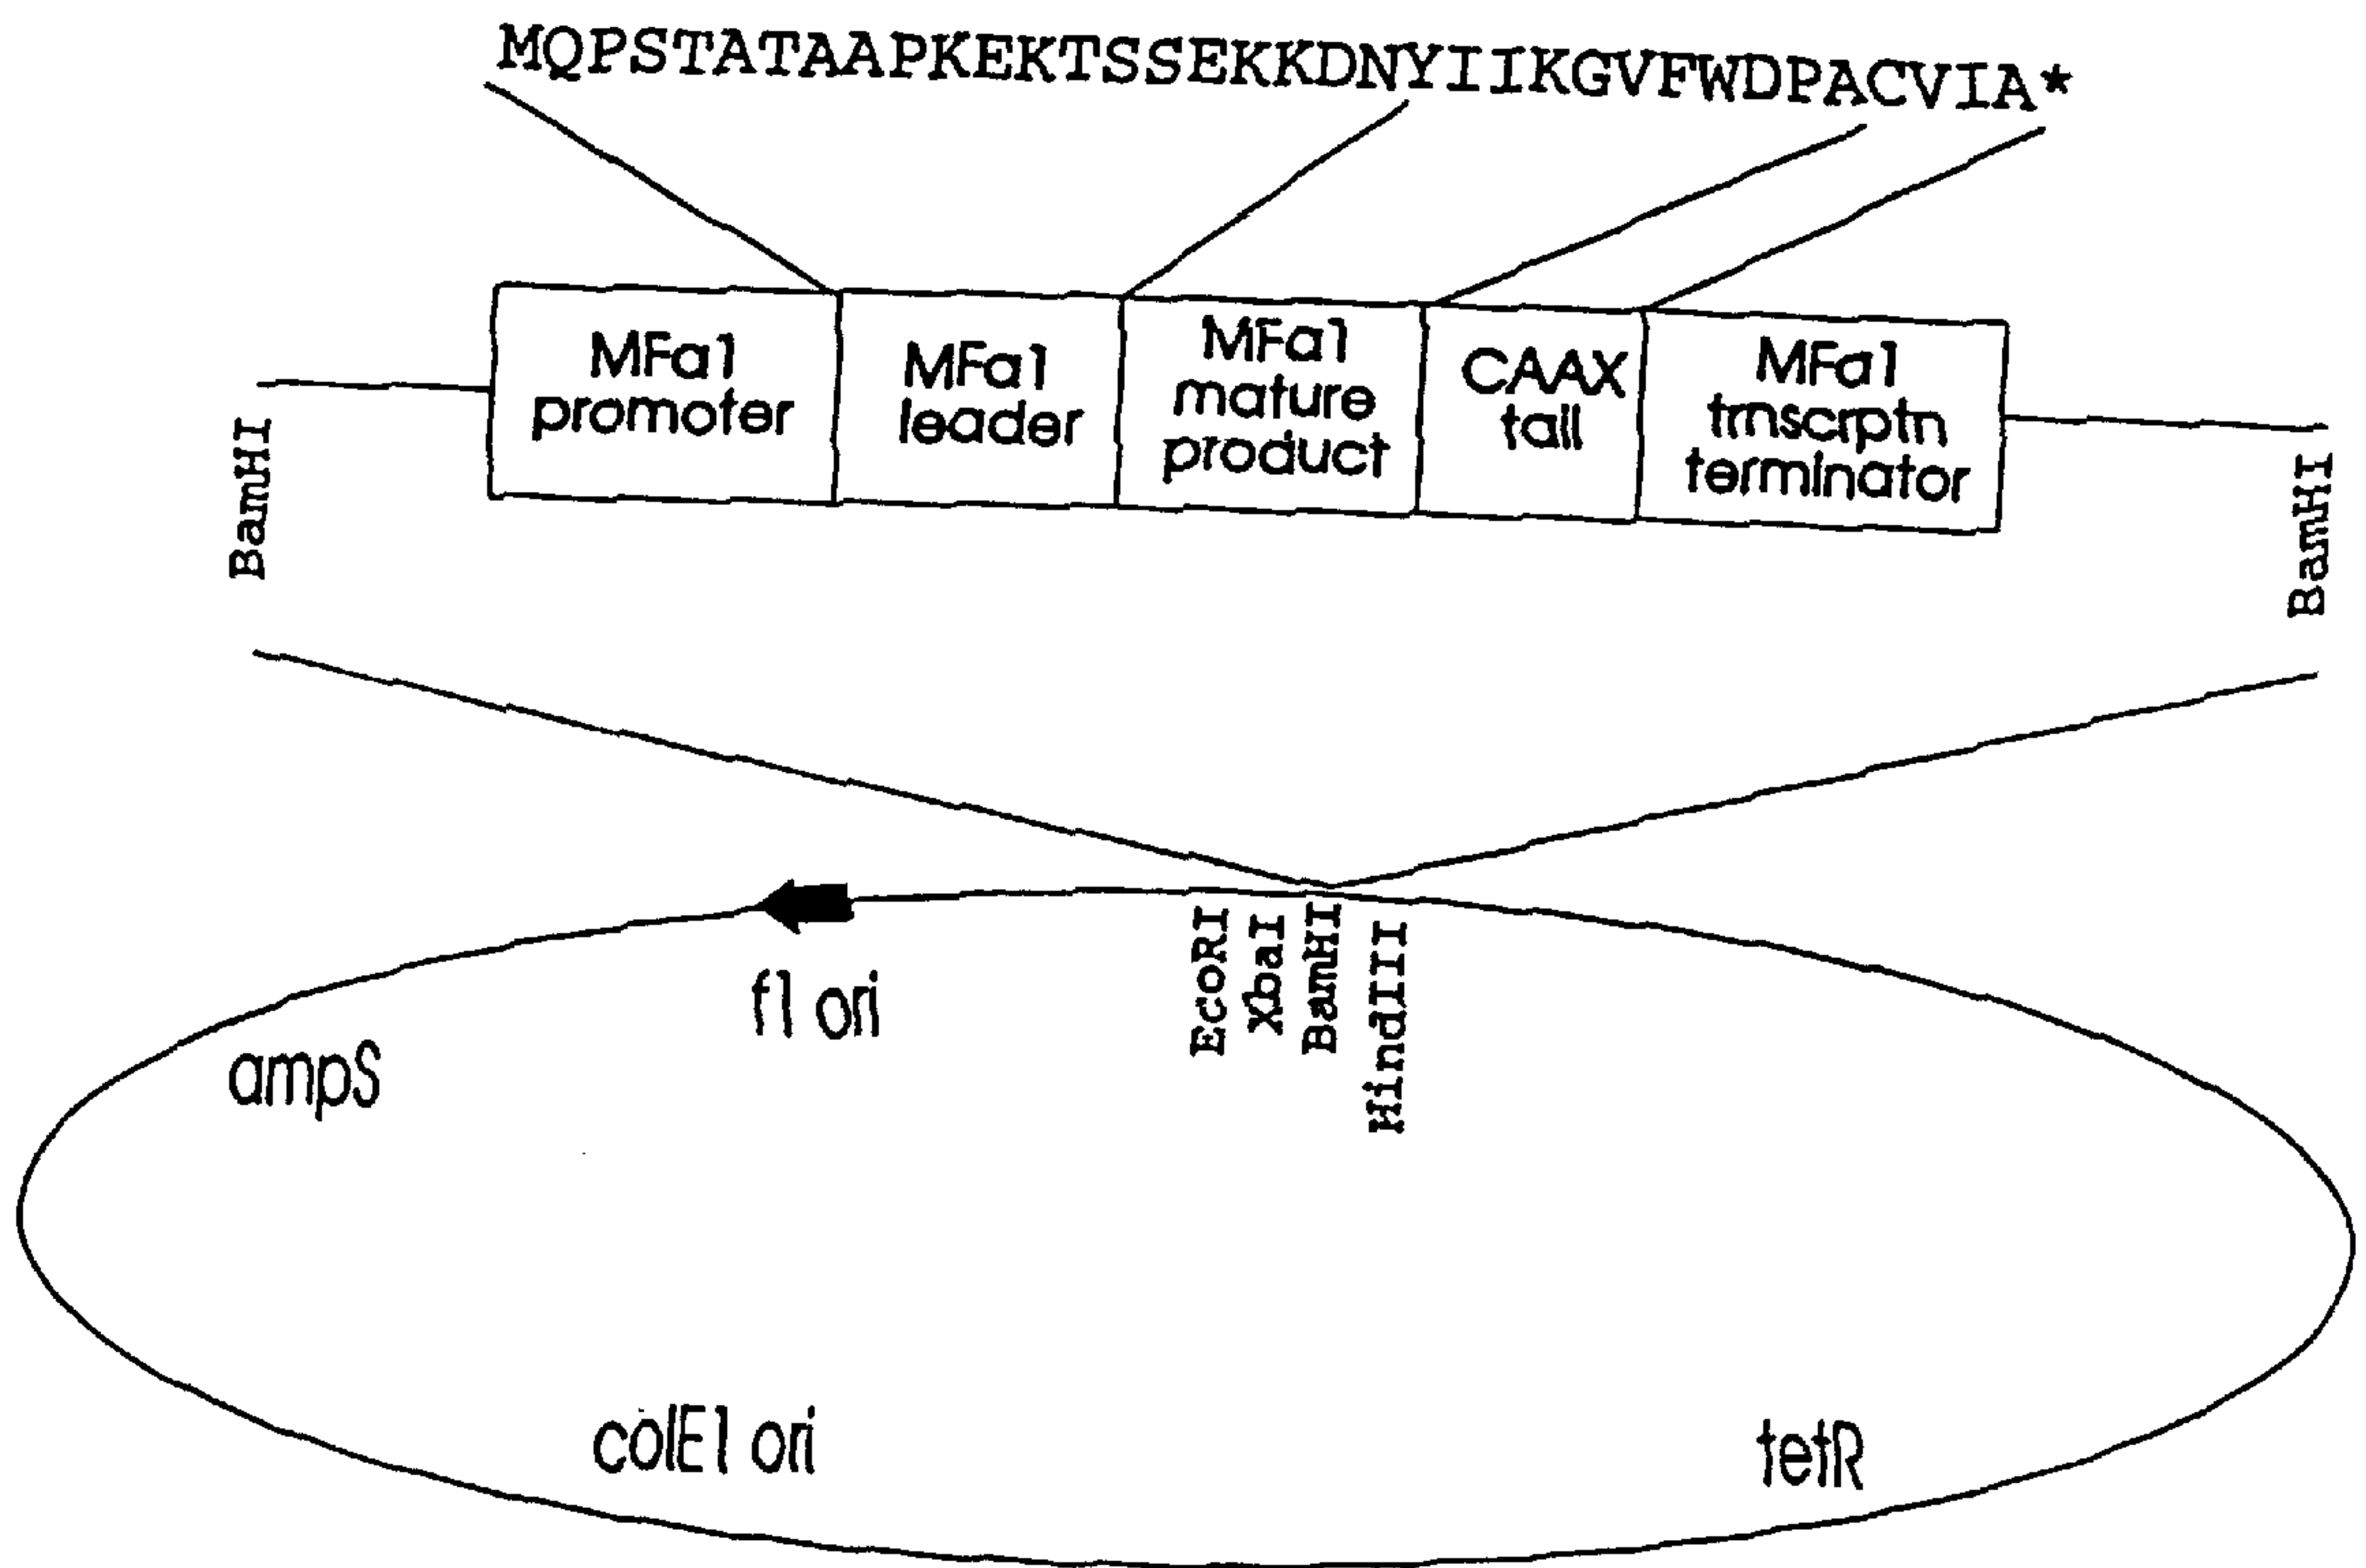 MQPSTATAAPKEKTSSEKKDNYIIKGVFWDPACVIA*
MFa1
promoter
MFa1
leader
MFa1
mature
product
CAAX
tail
MFa1
trnscrptn
terminator
BamHI
BamHI
EcoRI
XbaI
BamHI
HindIII
f1 ori
ampS
colE1 ori
tetR